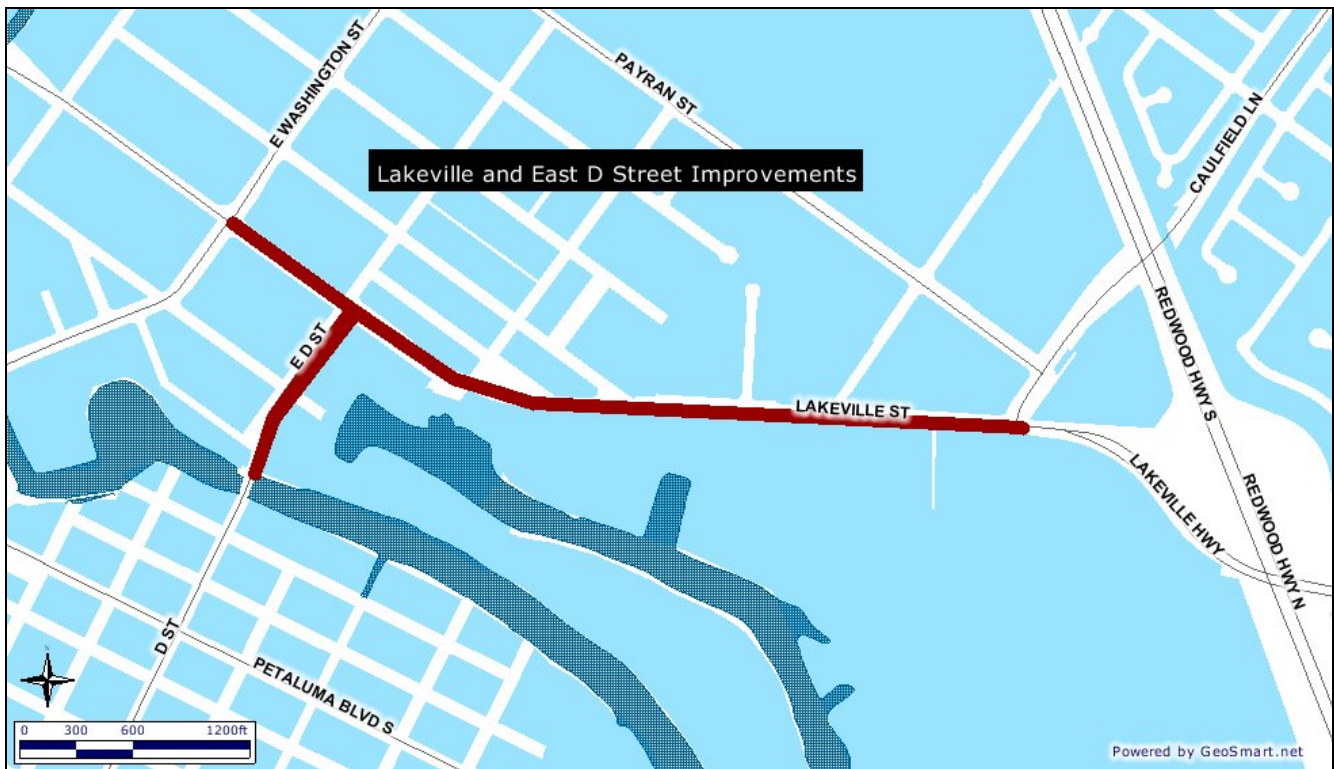 E WASHINGTON ST
PAYRAN ST
CAULFIELD LN
Lakeville and East D Street Improvements
REDWOOD HWY S
E D ST
LAKEVILLE ST
LAKEVILLE HWY
REDWOOD HWY N
D ST
PETALUMA BLVD S
N
0 300 600 1200ft
Powered by GeoSmart.net